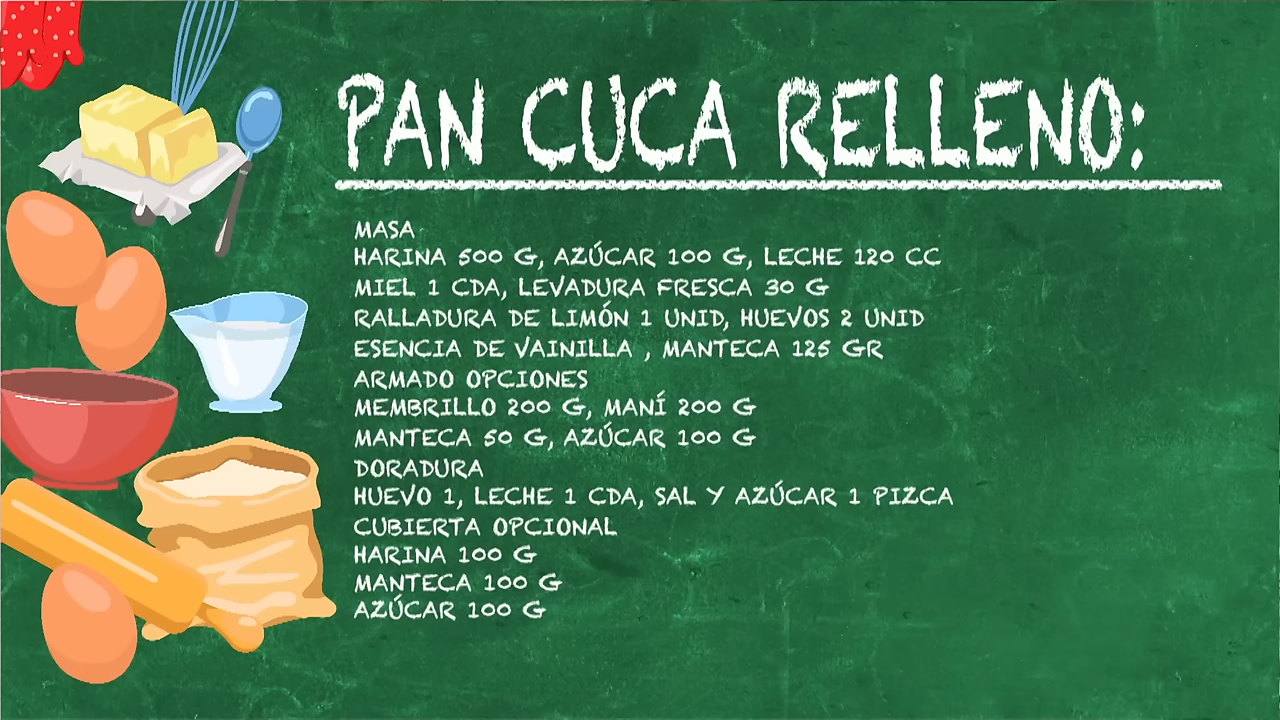 PAN CUCA RELLENO:
MASA
HARINA 500 G, AZÚCAR 100 G, LECHE 120 CC
MIEL 1 CDA, LEVADURA FRESCA 30 G
RALLADURA DE LIMÓN 1 UNID, HUEVOS 2 UNID
ESENCIA DE VAINILLA , MANTECA 125 GR
ARMADO OPCIONES
MEMBRILLO 200 G, MANÍ 200 G
MANTECA 50 G, AZÚCAR 100 G
DORADURA
HUEVO 1, LECHE 1 CDA, SAL Y AZÚCAR 1 PIZCA
CUBIERTA OPCIONAL
HARINA 100 G
MANTECA 100 G
AZÚCAR 100 G